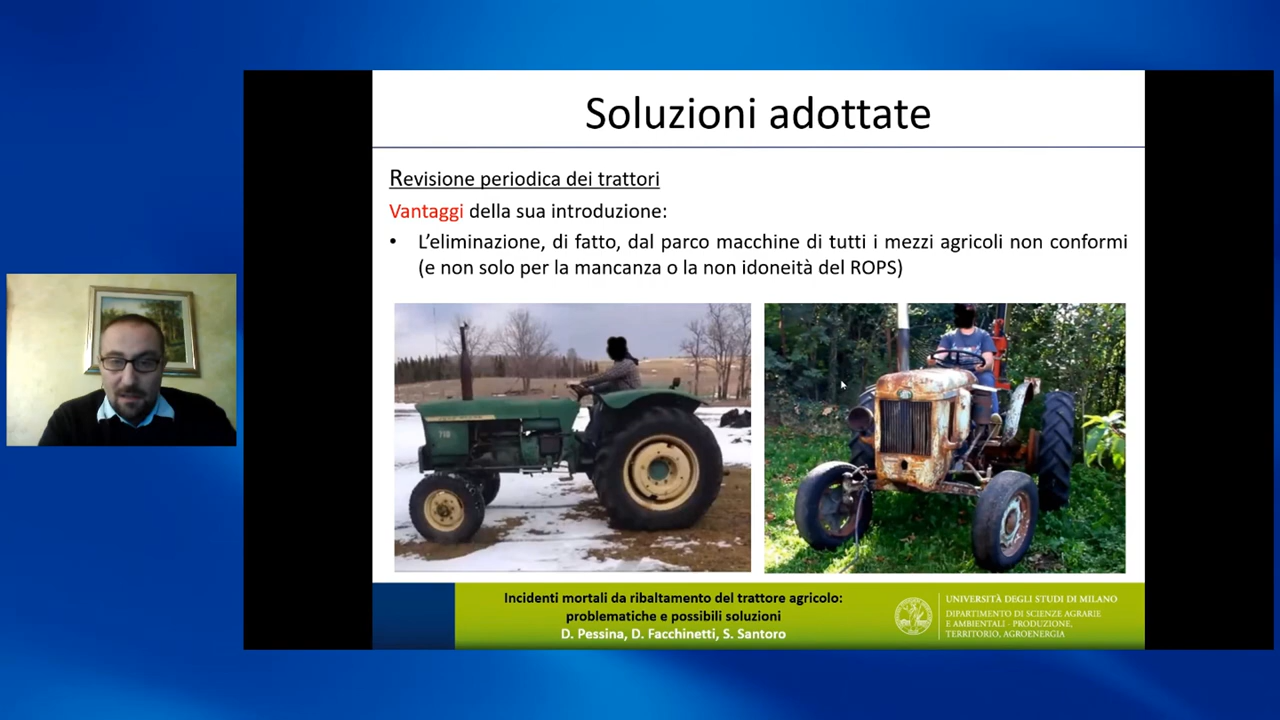 Soluzioni adottate
Revisione periodica dei trattori
Vantaggi della sua introduzione:
• L'eliminazione, di fatto, dal parco macchine di tutti i mezzi agricoli non conformi
(e non solo per la mancanza o la non idoneità del ROPS)
710
Incidenti mortali da ribaltamento del trattore agricolo:
problematiche e possibili soluzioni
D. Pessina, D. Facchinetti, S. Santoro
UNIVERSITÀ DEGLI STUDI DI MILANO
DIPARTIMENTO DI SCIENZE AGRARIE
E AMBIENTALI - PRODUZIONE,
TERRITORIO, AGROENERGIA